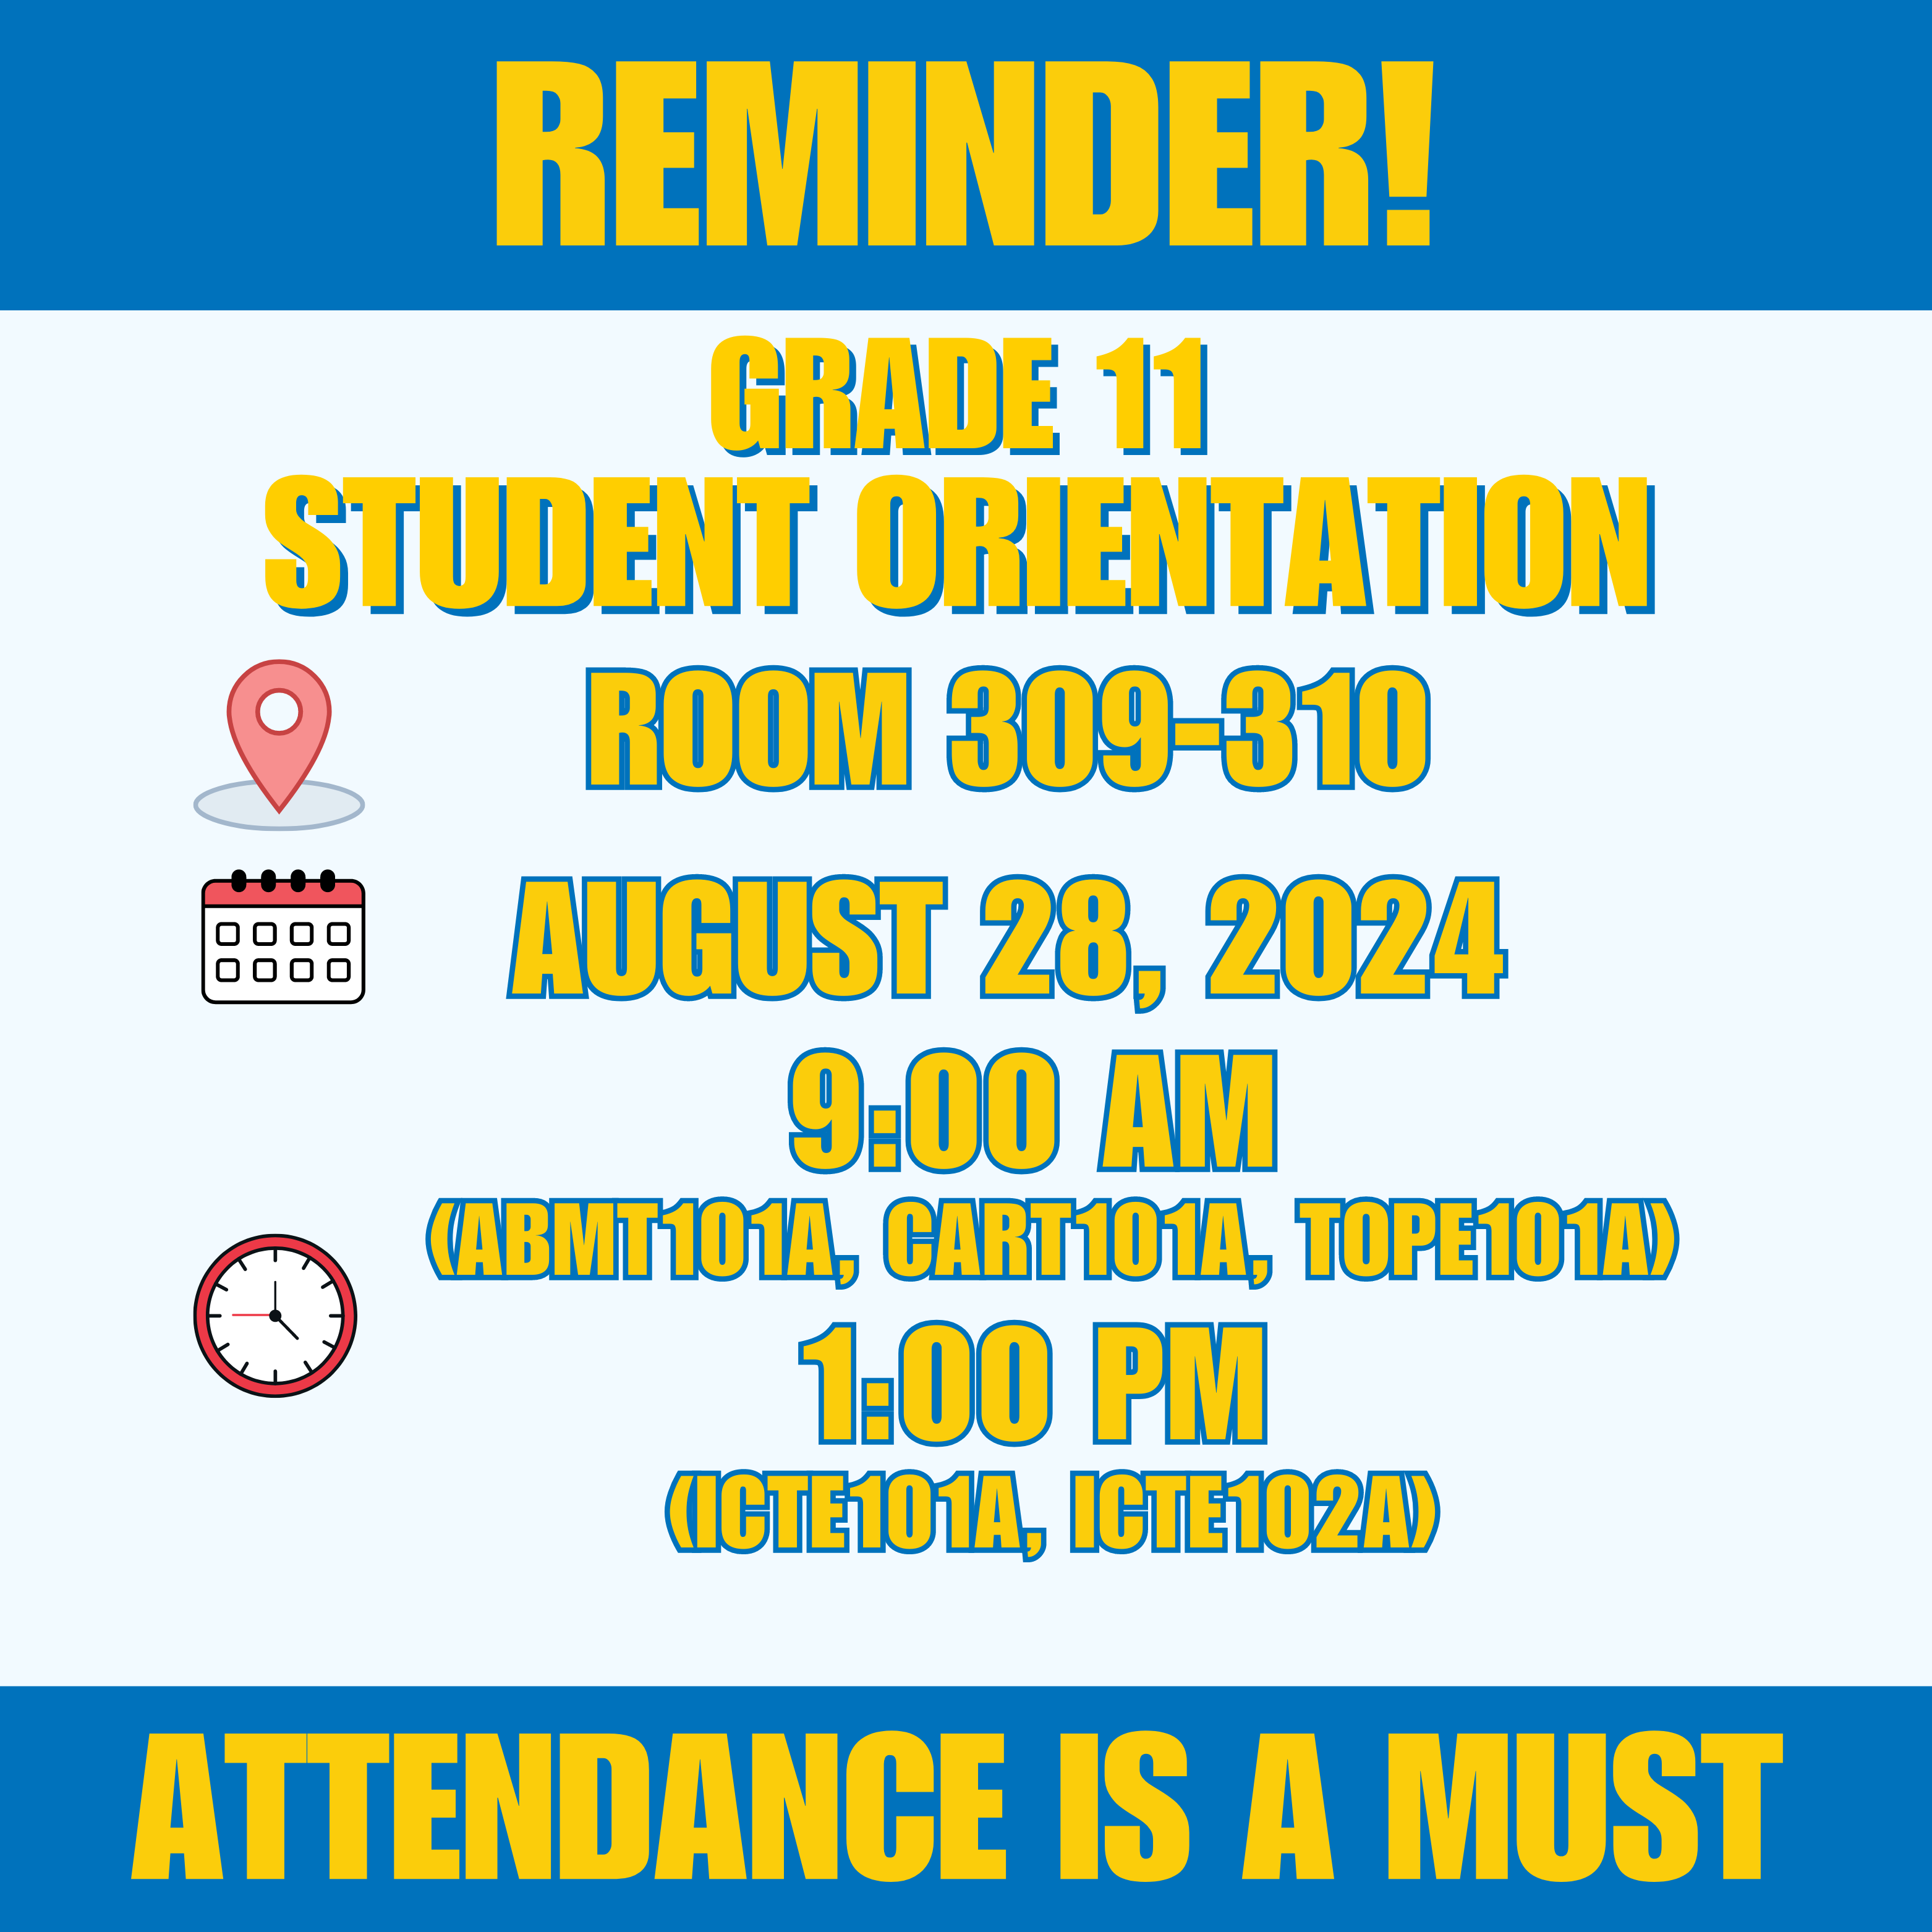 REMINDER!
GRADE 11
STUDENT ORIENTATION
ROOM 309-310
AUGUST 28, 2024
9:00 AM
(ABMT101A, CART101A, TOPE101A)
1:00 PM
(ICTE101A, ICTE102A)
ATTENDANCE IS A MUST